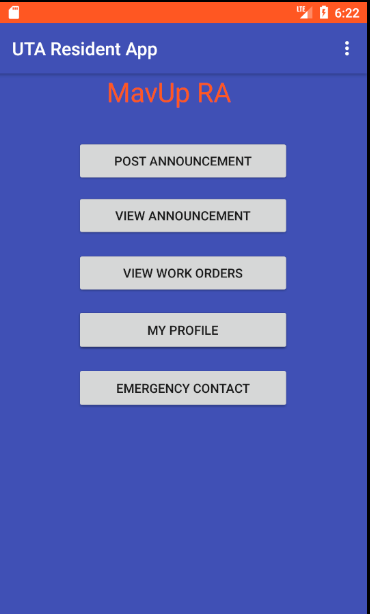 LTE 6:22
UTA Resident App
MavUp RA
POST ANNOUNCEMENT
VIEW ANNOUNCEMENT
VIEW WORK ORDERS
MY PROFILE
EMERGENCY CONTACT